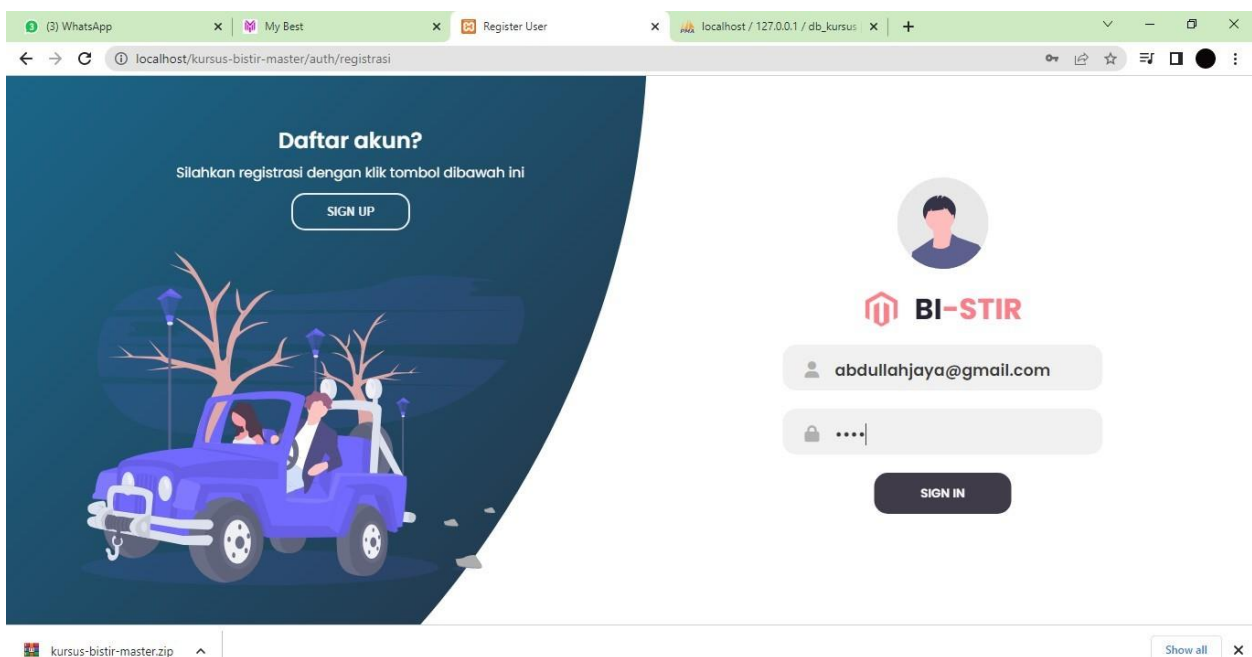 (3) WhatsApp
My Best
Register User
localhost / 127.0.0.1 / db_kursus
localhost/kursus-bistir-master/auth/registrasi
Daftar akun?
Silahkan registrasi dengan klik tombol dibawah ini
SIGN UP
BI-STIR
abdullahjaya@gmail.com
••••
SIGN IN
kursus-bistir-master.zip
Show all